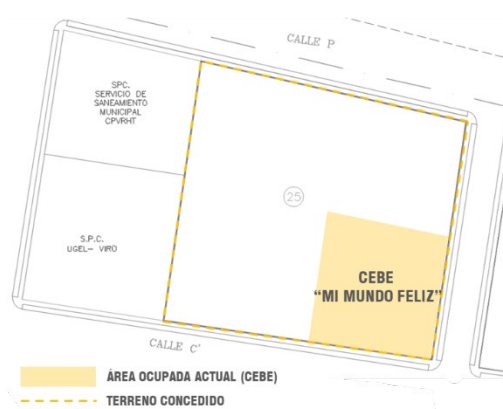 CALLE P
SPC.
SERVICIO DE
SANEAMIENTO
MUNICIPAL
CPVRHT
25
S.P.C.
UGEL- VIRO
CEBE
"MI MUNDO FELIZ"
CALLE C'
ÁREA OCUPADA ACTUAL (CEBE)
TERRENO CONCEDIDO